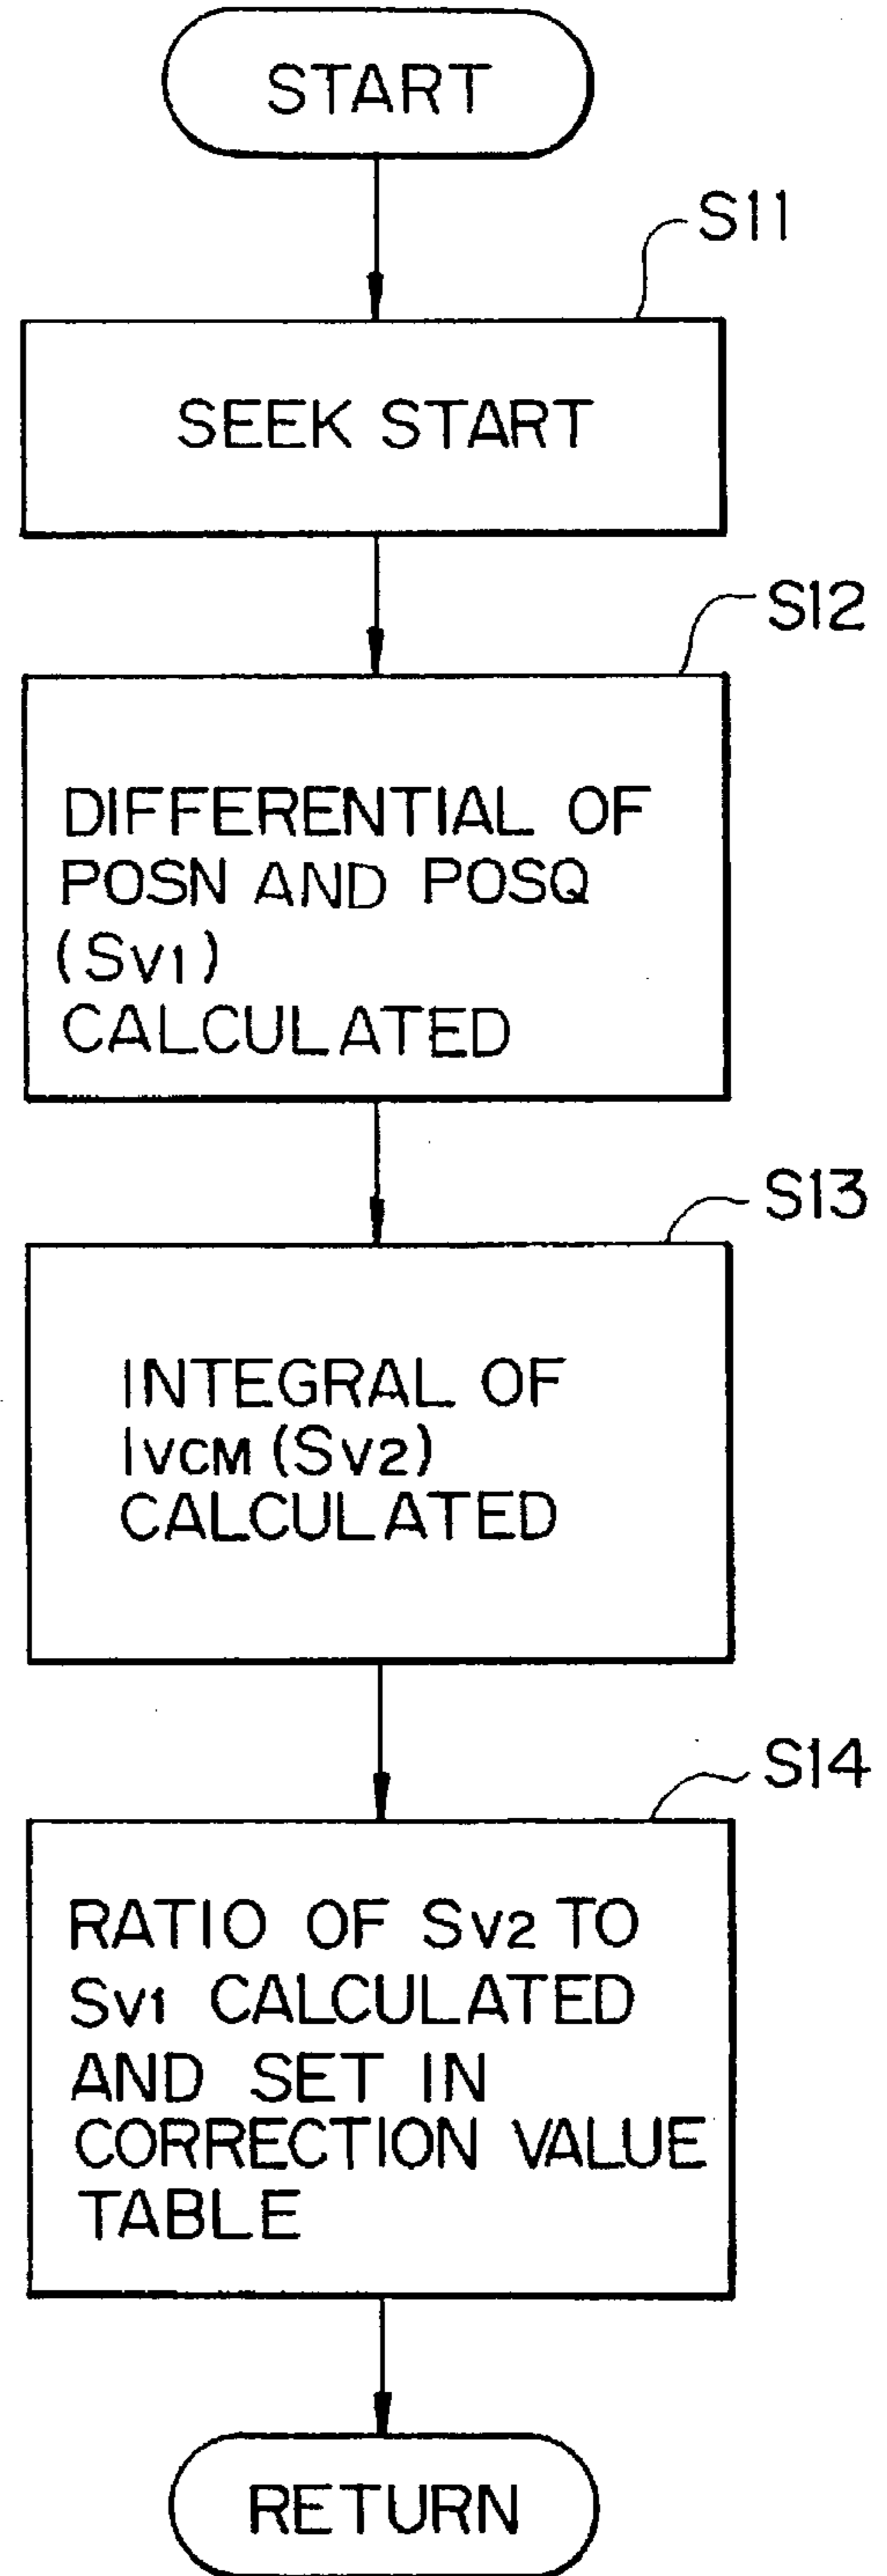 START
S11
SEEK START
S12
DIFFERENTIAL OF
POSN AND POSQ
(SV1)
CALCULATED
S13
INTEGRAL OF
IVCM (SV2)
CALCULATED
S14
RATIO OF SV2 TO
SV1 CALCULATED
AND SET IN
CORRECTION VALUE
TABLE
RETURN